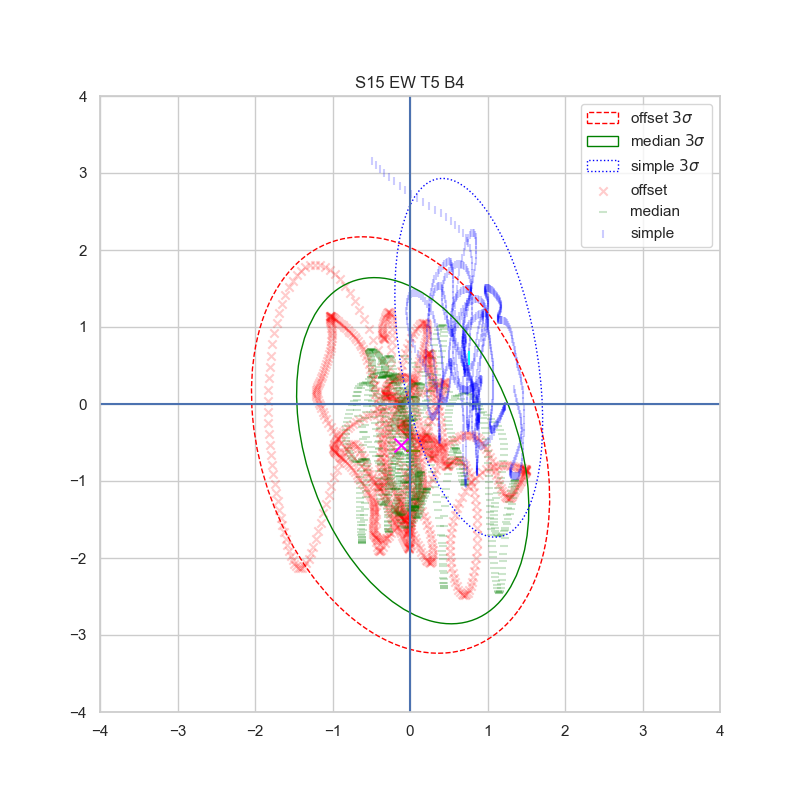 S15 EW T5 B4
4
3
2
1
0
−1
−2
−3
−4
−4
−3
−2
−1
0
1
2
3
4
offset 3σ
median 3σ
simple 3σ
offset
median
simple